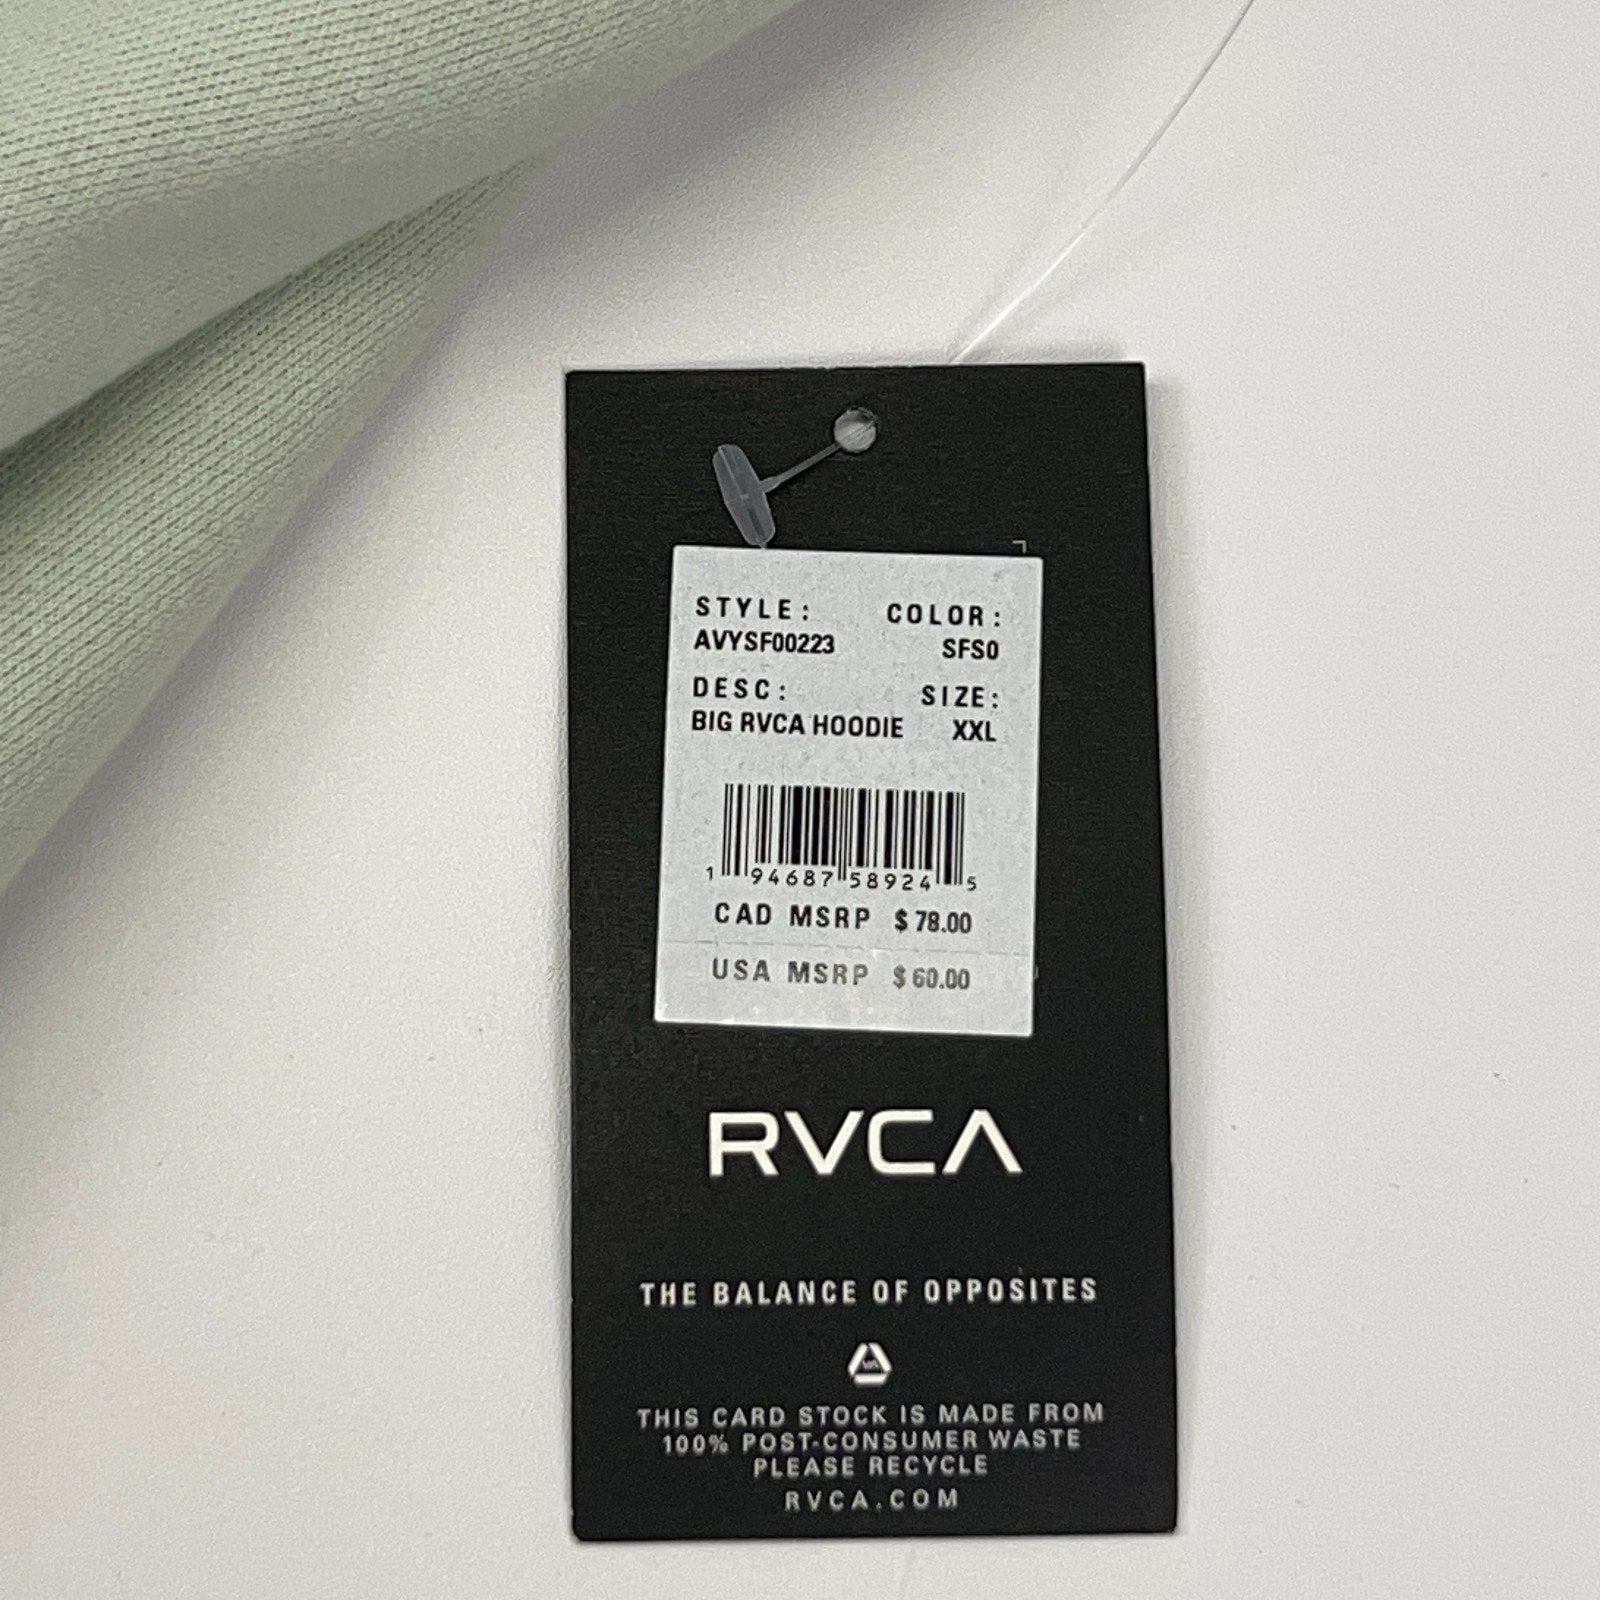 STYLE: COLOR:
AVYSF00223 SFS0
DESC: SIZE:
BIG RVCA HOODIE XXL
1 94687 58924 5
CAD MSRP $ 78.00
USA MSRP $ 60.00
RVCA
THE BALANCE OF OPPOSITES
THIS CARD STOCK IS MADE FROM
100% POST-CONSUMER WASTE
PLEASE RECYCLE
RVCA.COM